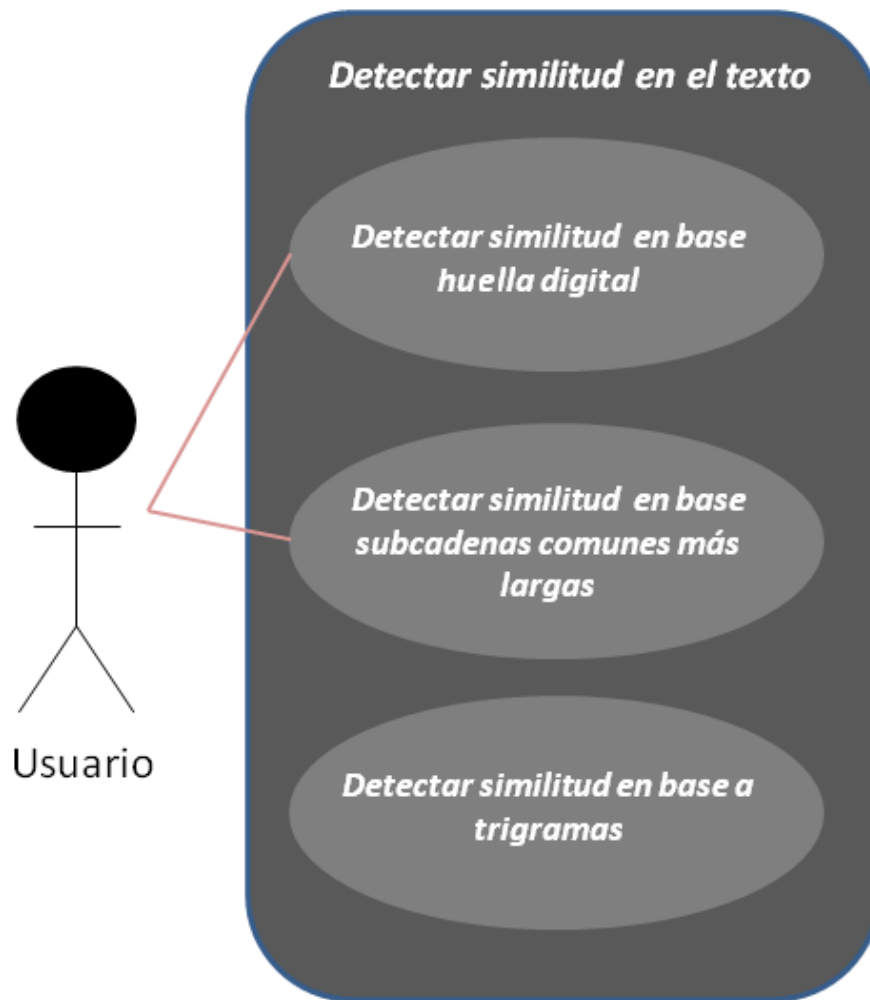 Detectar similitud en el texto
Detectar similitud en base
huella digital
Detectar similitud en base
subcadenas comunes más
largas
Detectar similitud en base a
trigramas
Usuario